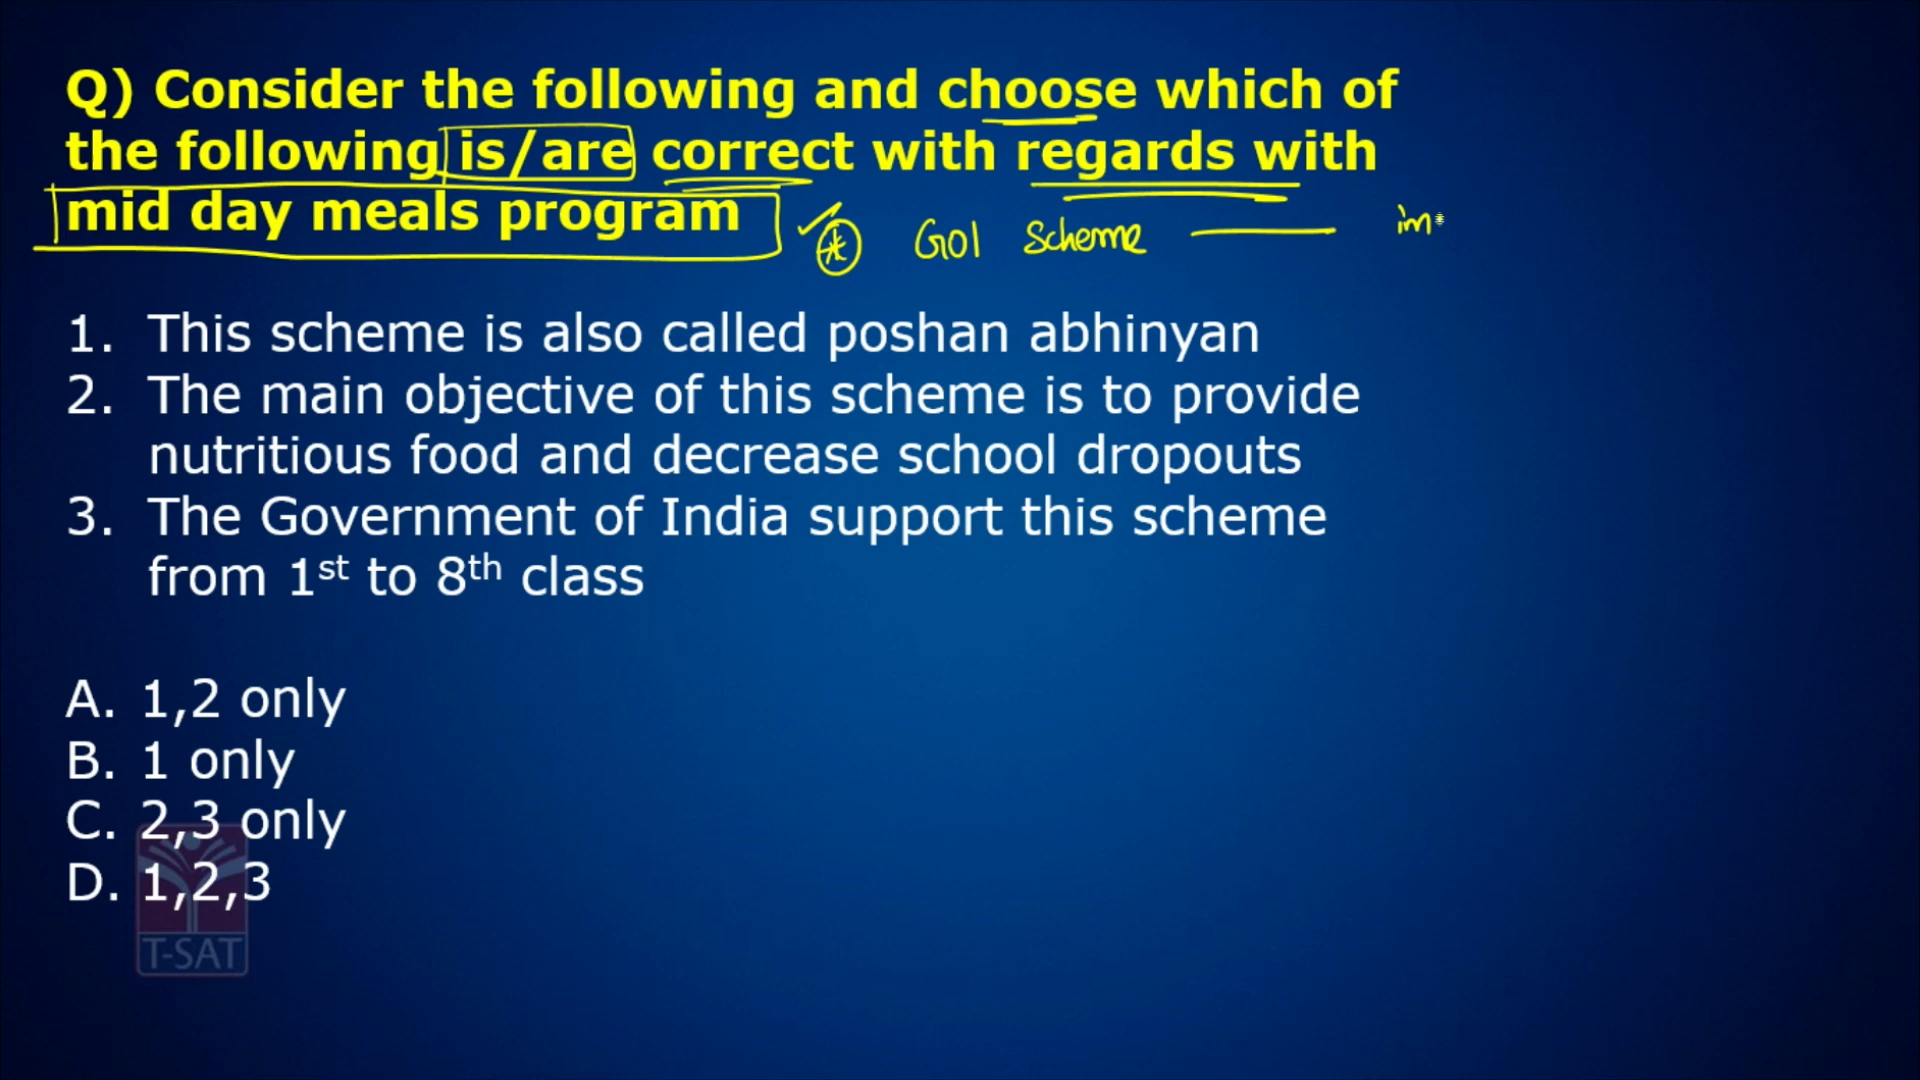 Q) Consider the following and choose which of
the following is/are correct with regards with
mid day meals program
GOI Scheme
1. This scheme is also called poshan abhinyan
2. The main objective of this scheme is to provide
nutritious food and decrease school dropouts
3. The Government of India support this scheme
from 1st to 8th class
A. 1,2 only
B. 1 only
C. 2,3 only
D. 1,2,3
T-SAT